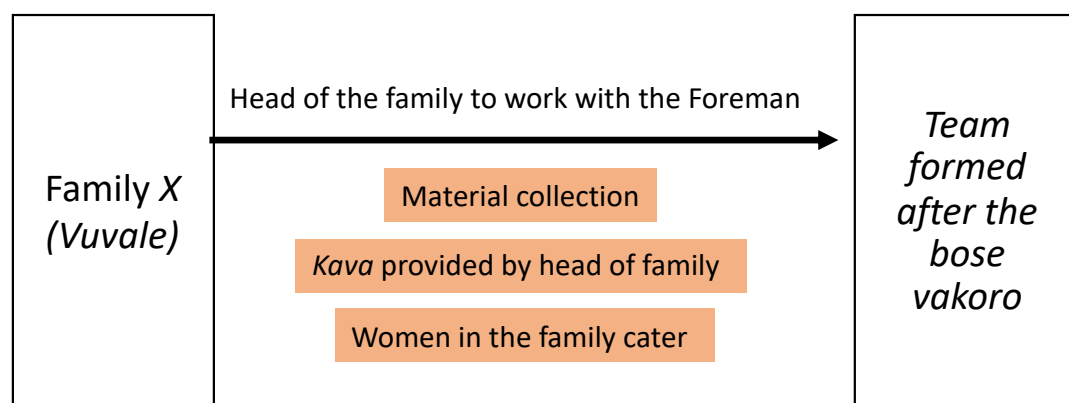 Family X
(Vuvale)
Head of the family to work with the Foreman
Material collection
Kava provided by head of family
Women in the family cater
Team
formed
after the
bose
vakoro